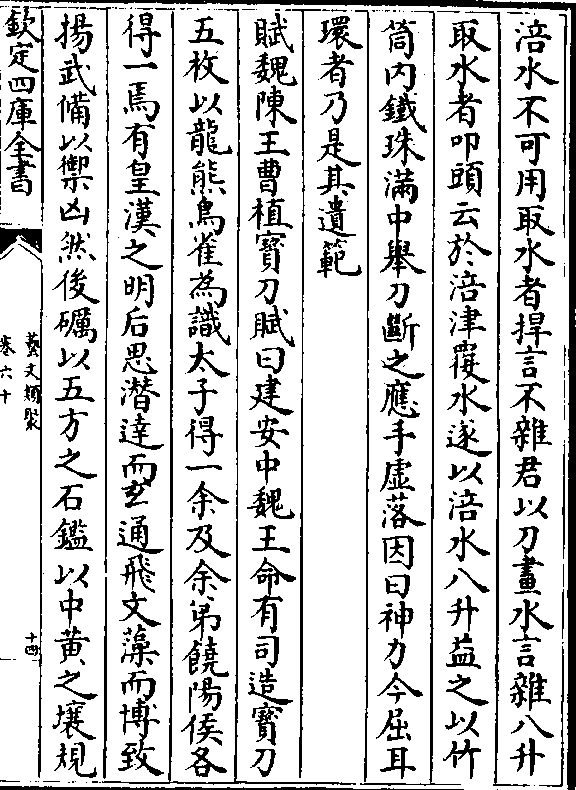 涪水不可用取水者捍言不雜君以刀畫水言雜八升
取水者叩頭云於涪津覆水遂以涪水八升益之以竹
筒内鐵珠滿中舉刀斷之應手虛落因曰神刀今屈耳
環者乃是其遺範
賦魏陳王曹植寳刀賦曰建安中魏王命有司造寳刀
五枚以龍熊鳥雀為識太子得一余及余弟饒陽侯各
得一焉有皇漢之明后思潜達而𤣥通飛文藻而博致
揚武備以禦凶然後礪以五方之石鑑以中黄之壤規
欽定四庫全書
藝文類聚
卷六十
十四